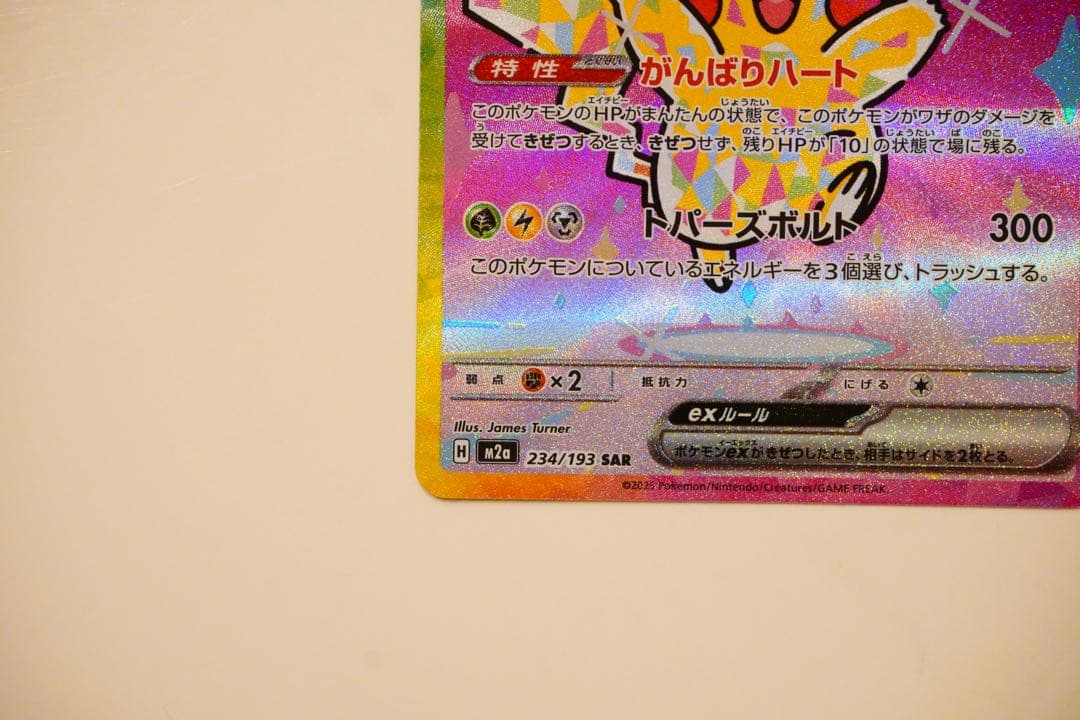 特性 がんばりハート
このポケモンのHPがまんたんの状態で、このポケモンがワザのダメージを
受けてきぜつするとき、きぜつせず、残りHPが「10」の状態で場に残る。
トパーズボルト 300
このポケモンについているエネルギーを3個選び、トラッシュする。
弱点 ×2 抵抗力 にげる
exルール
ポケモンexがきぜつしたとき、相手はサイドを2枚とる。
Illus. James Turner
H M2a 234/193 SAR
©2025 Pokémon/Nintendo/Creatures/GAME FREAK